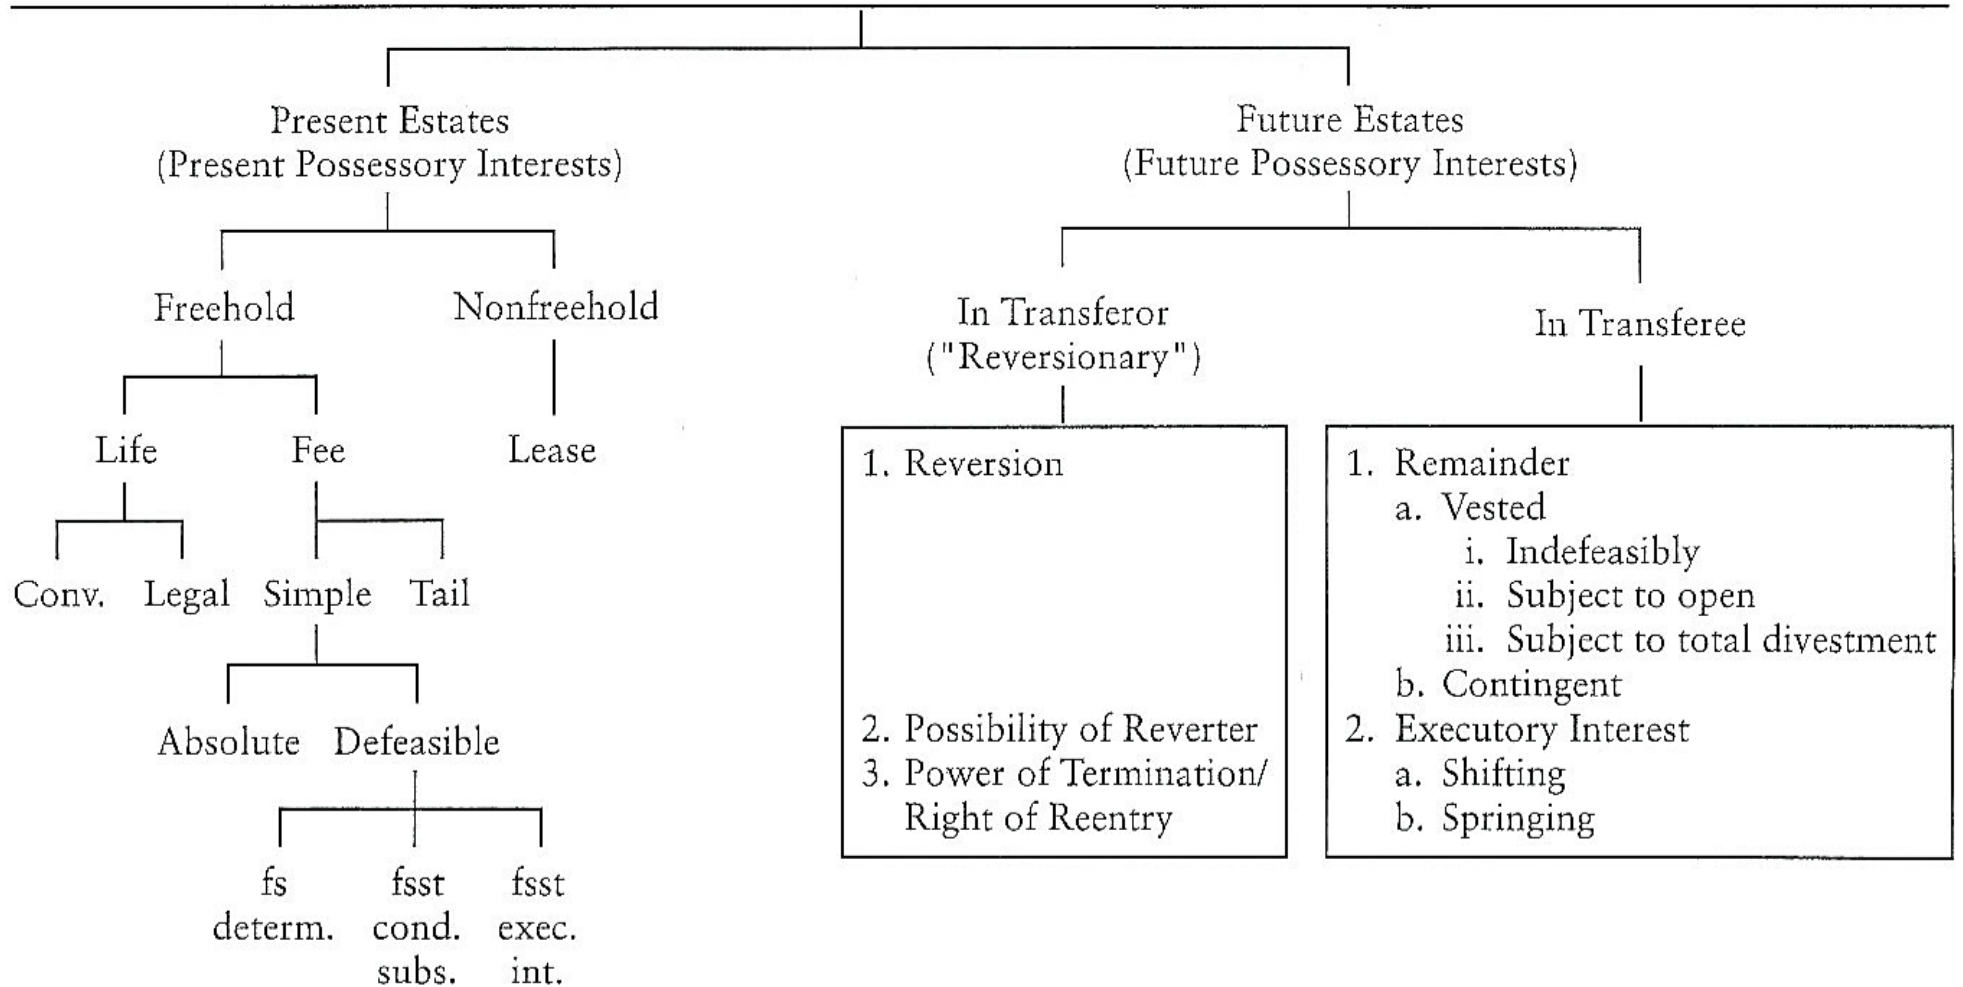 Present Estates
(Present Possessory Interests)
Future Estates
(Future Possessory Interests)
Freehold
Nonfreehold
In Transferor
("Reversionary")
In Transferee
Life
Fee
Lease
Conv.
Legal
Simple
Tail
Absolute
Defeasible
fs
determ.
fsst
cond.
subs.
fsst
exec.
int.
1. Reversion
2. Possibility of Reverter
3. Power of Termination/
Right of Reentry
1. Remainder
a. Vested
i. Indefeasibly
ii. Subject to open
iii. Subject to total divestment
b. Contingent
2. Executory Interest
a. Shifting
b. Springing